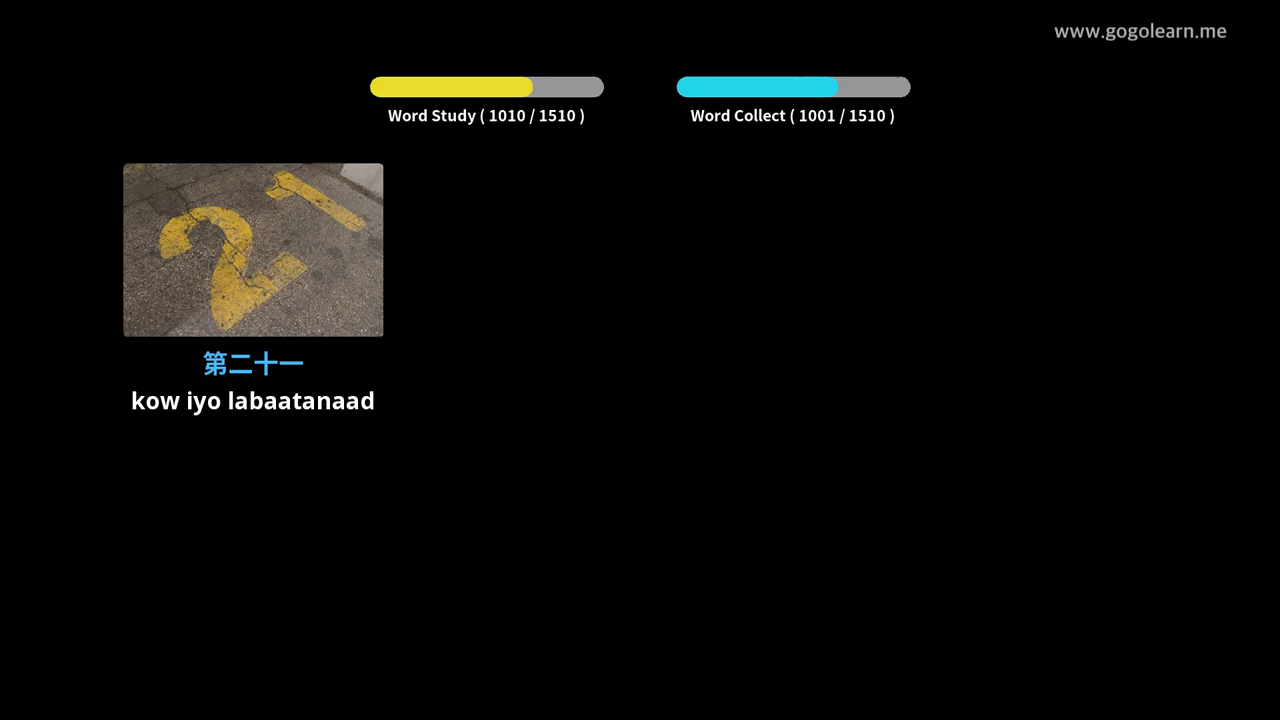 www.gogolearn.me
Word Study ( 1010 / 1510 )
Word Collect ( 1001 / 1510 )
21
第二十一
kow iyo labaatanaad